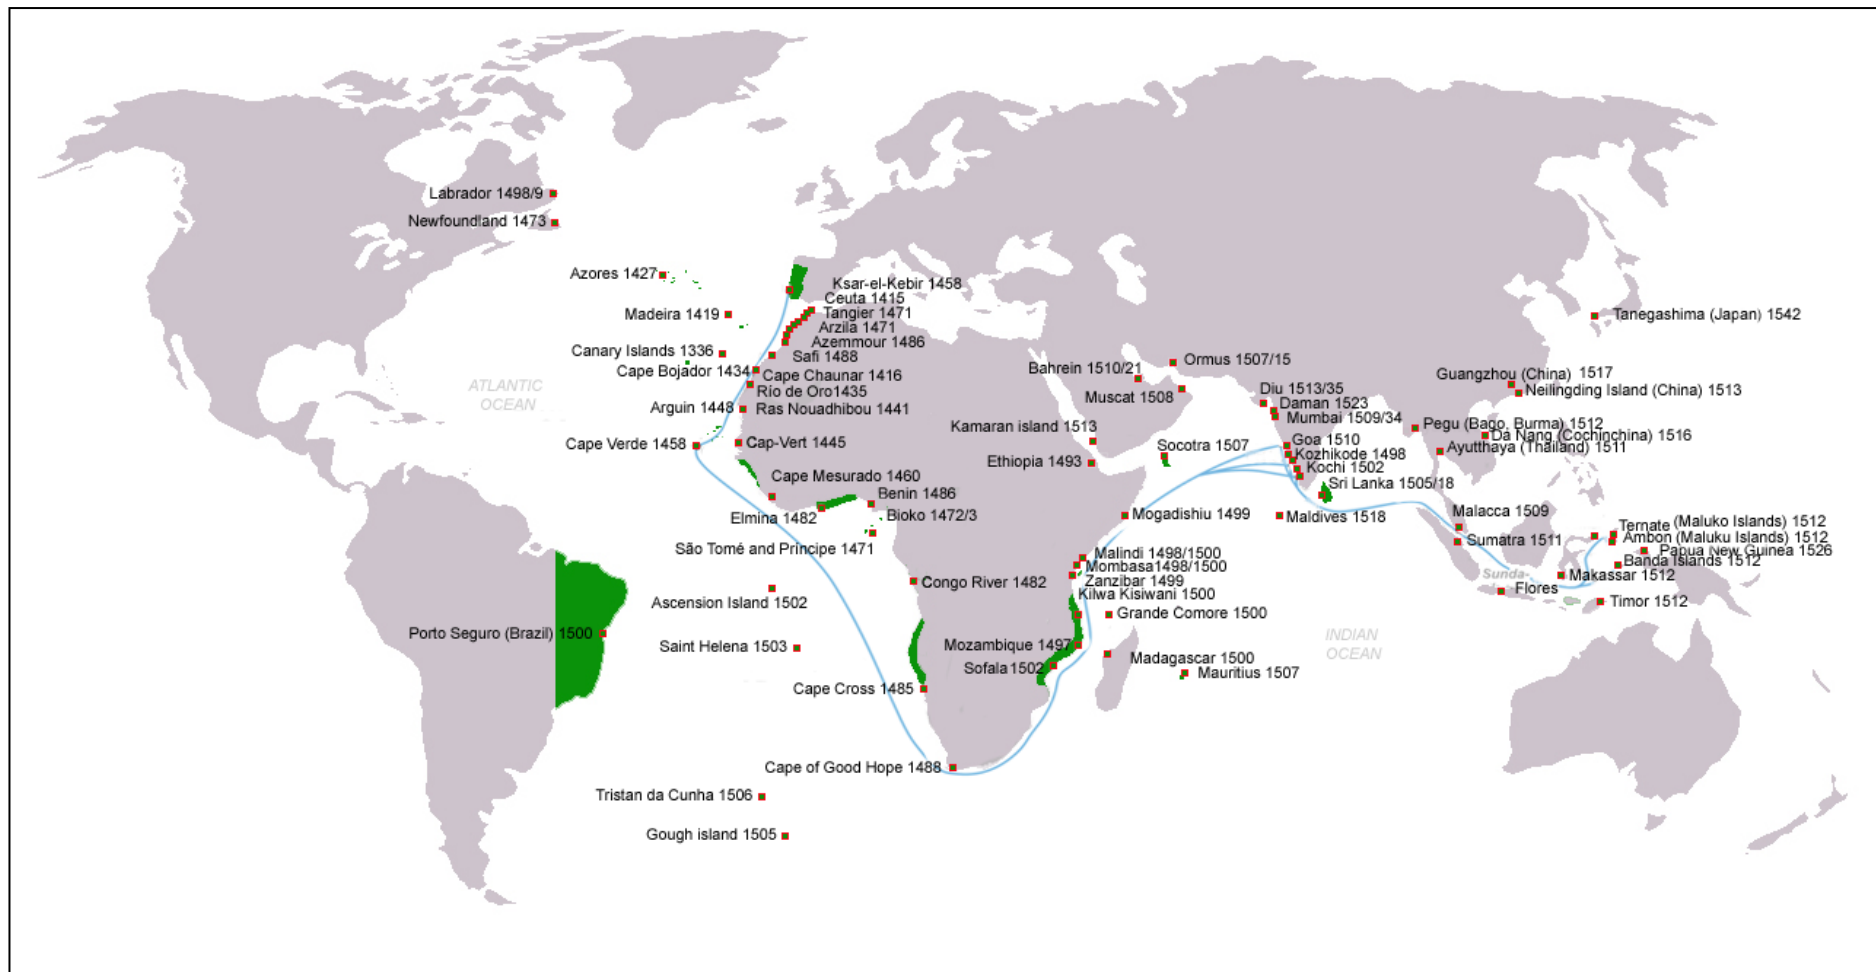 Labrador 1498/9
Newfoundland 1473
Azores 1427
Madeira 1419
Canary Islands 1336
Cape Bojador 1434
Arguin 1448
Cape Verde 1458
ATLANTIC
OCEAN
Ksar-el-Kebir 1458
Ceuta 1415
Tangier 1471
Arzila 1471
Azemmour 1486
Safi 1488
Cape Chaunar 1416
Río de Oro1435
Ras Nouadhibou 1441
Cap-Vert 1445
Cape Mesurado 1460
Benin 1486
Elmina 1482
Bioko 1472/3
São Tomé and Príncipe 1471
Congo River 1482
Ascension Island 1502
Porto Seguro (Brazil) 1500
Saint Helena 1503
Cape Cross 1485
Cape of Good Hope 1488
Tristan da Cunha 1506
Gough island 1505
Bahrein 1510/21
Ormus 1507/15
Muscat 1508
Kamaran island 1513
Ethiopia 1493
Socotra 1507
Mogadishiu 1499
Malindi 1498/1500
Mombasa1498/1500
Zanzibar 1499
Kilwa Kisiwani 1500
Grande Comore 1500
Mozambique 1497
Sofala 1502
Madagascar 1500
Mauritius 1507
Diu 1513/35
Daman 1523
Mumbai 1509/34
Goa 1510
Kozhikode 1498
Kochi 1502
Sri Lanka 1505/18
Maldives 1518
INDIAN
OCEAN
Tanegashima (Japan) 1542
Guangzhou (China) 1517
Neilingding Island (China) 1513
Pegu (Bago, Burma) 1512
Da Nang (Cochinchina) 1516
Ayutthaya (Thailand) 1511
Malacca 1509
Sumatra 1511
Ternate (Maluko Islands) 1512
Ambon (Maluku Islands) 1512
Papua New Guinea 1526
Banda Islands 1512
Makassar 1512
Sunda-
Flores
Timor 1512